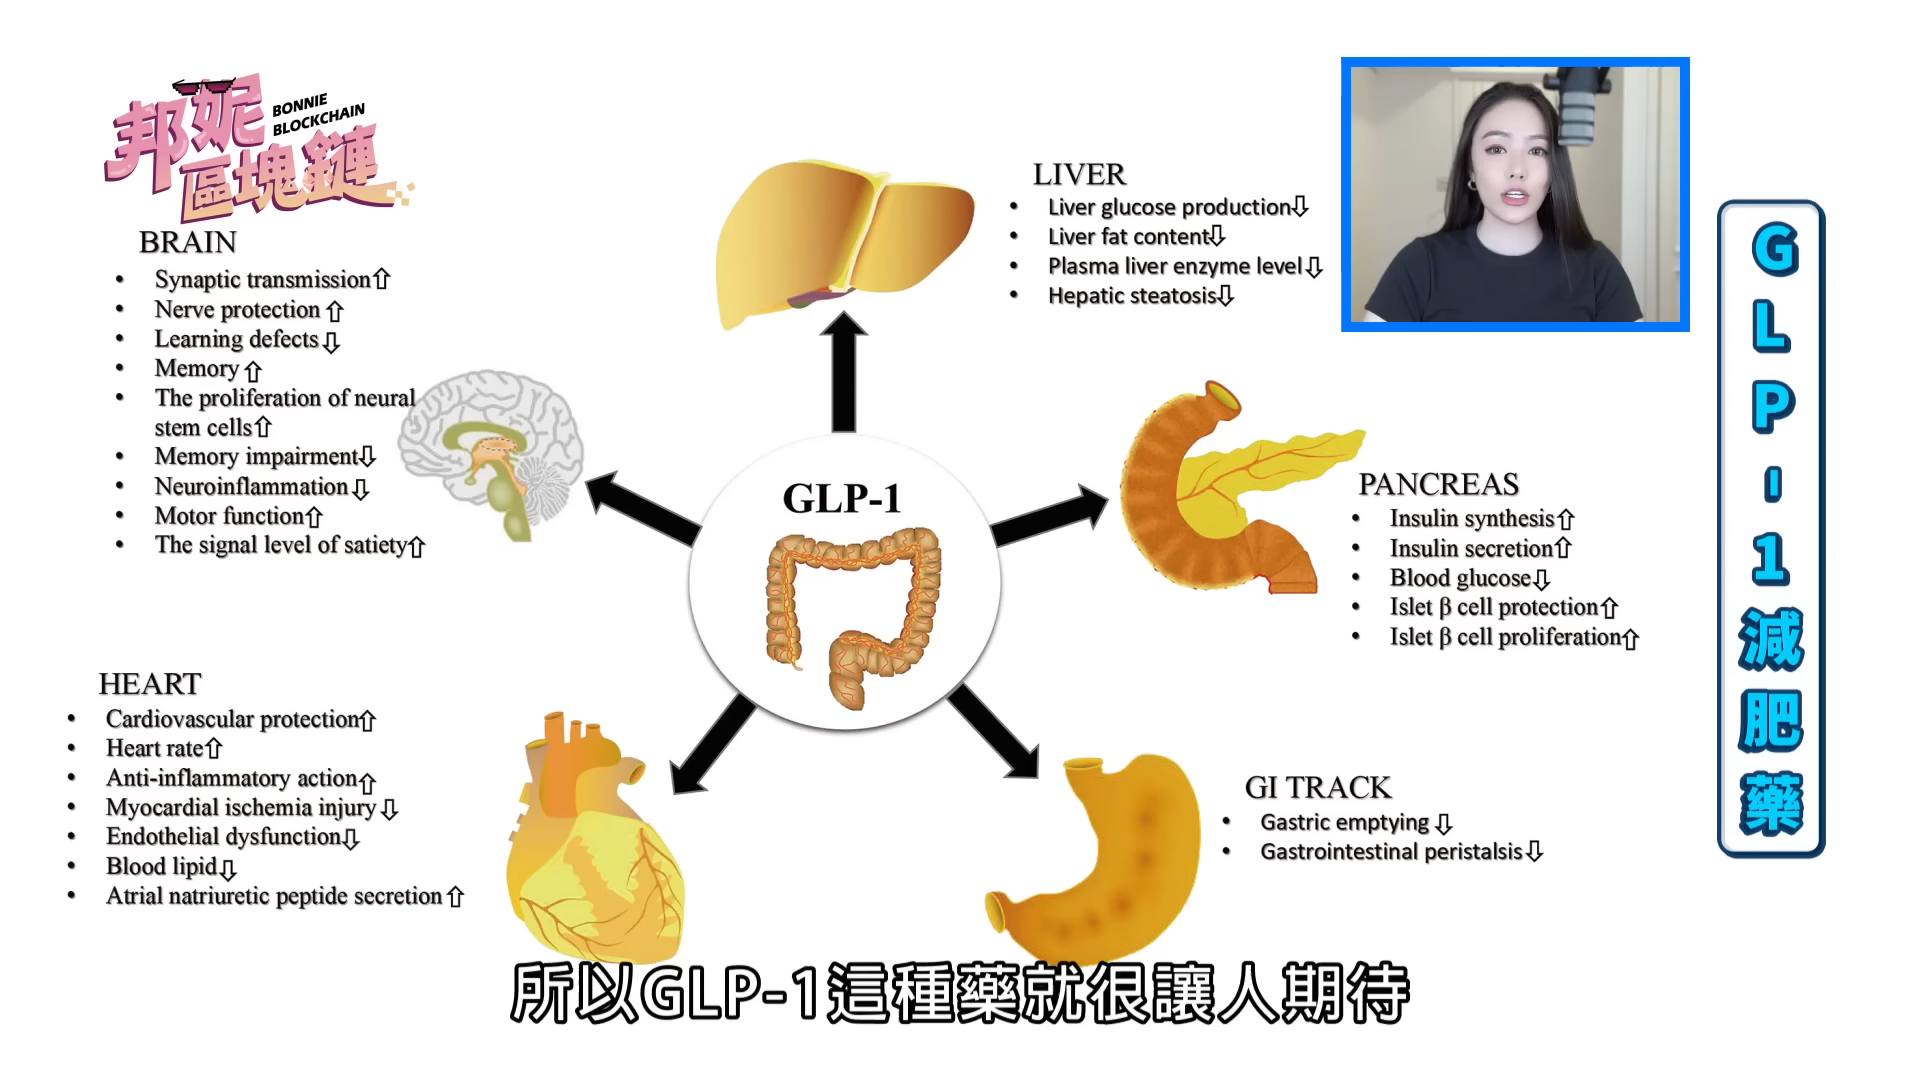 邦妮
區塊鏈
BONNIE
BLOCKCHAIN
BRAIN
• Synaptic transmission⇧
• Nerve protection⇧
• Learning defects⇩
• Memory⇧
• The proliferation of neural
stem cells⇧
• Memory impairment⇩
• Neuroinflammation⇩
• Motor function⇧
• The signal level of satiety⇧
LIVER
• Liver glucose production⇩
• Liver fat content⇩
• Plasma liver enzyme level⇩
• Hepatic steatosis⇩
GLP-1
PANCREAS
• Insulin synthesis⇧
• Insulin secretion⇧
• Blood glucose⇩
• Islet β cell protection⇧
• Islet β cell proliferation⇧
HEART
• Cardiovascular protection⇧
• Heart rate⇧
• Anti-inflammatory action⇧
• Myocardial ischemia injury⇩
• Endothelial dysfunction⇩
• Blood lipid⇩
• Atrial natriuretic peptide secretion⇧
GI TRACK
• Gastric emptying⇩
• Gastrointestinal peristalsis⇩
GLP-1減肥藥
所以GLP-1這種藥就很讓人期待